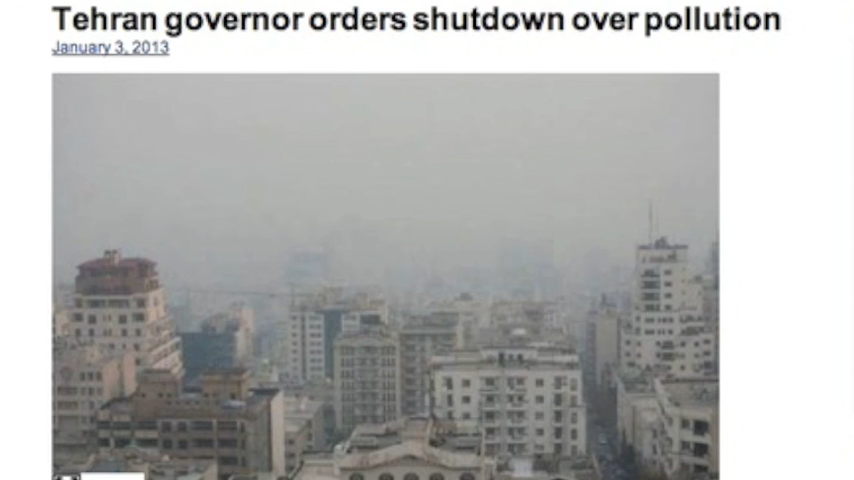 Tehran governor orders shutdown over pollution
January 3, 2013